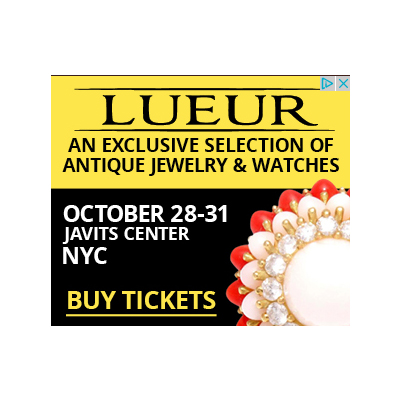 LUEUR
AN EXCLUSIVE SELECTION OF
ANTIQUE JEWELRY & WATCHES
OCTOBER 28-31
JAVITS CENTER
NYC
BUY TICKETS